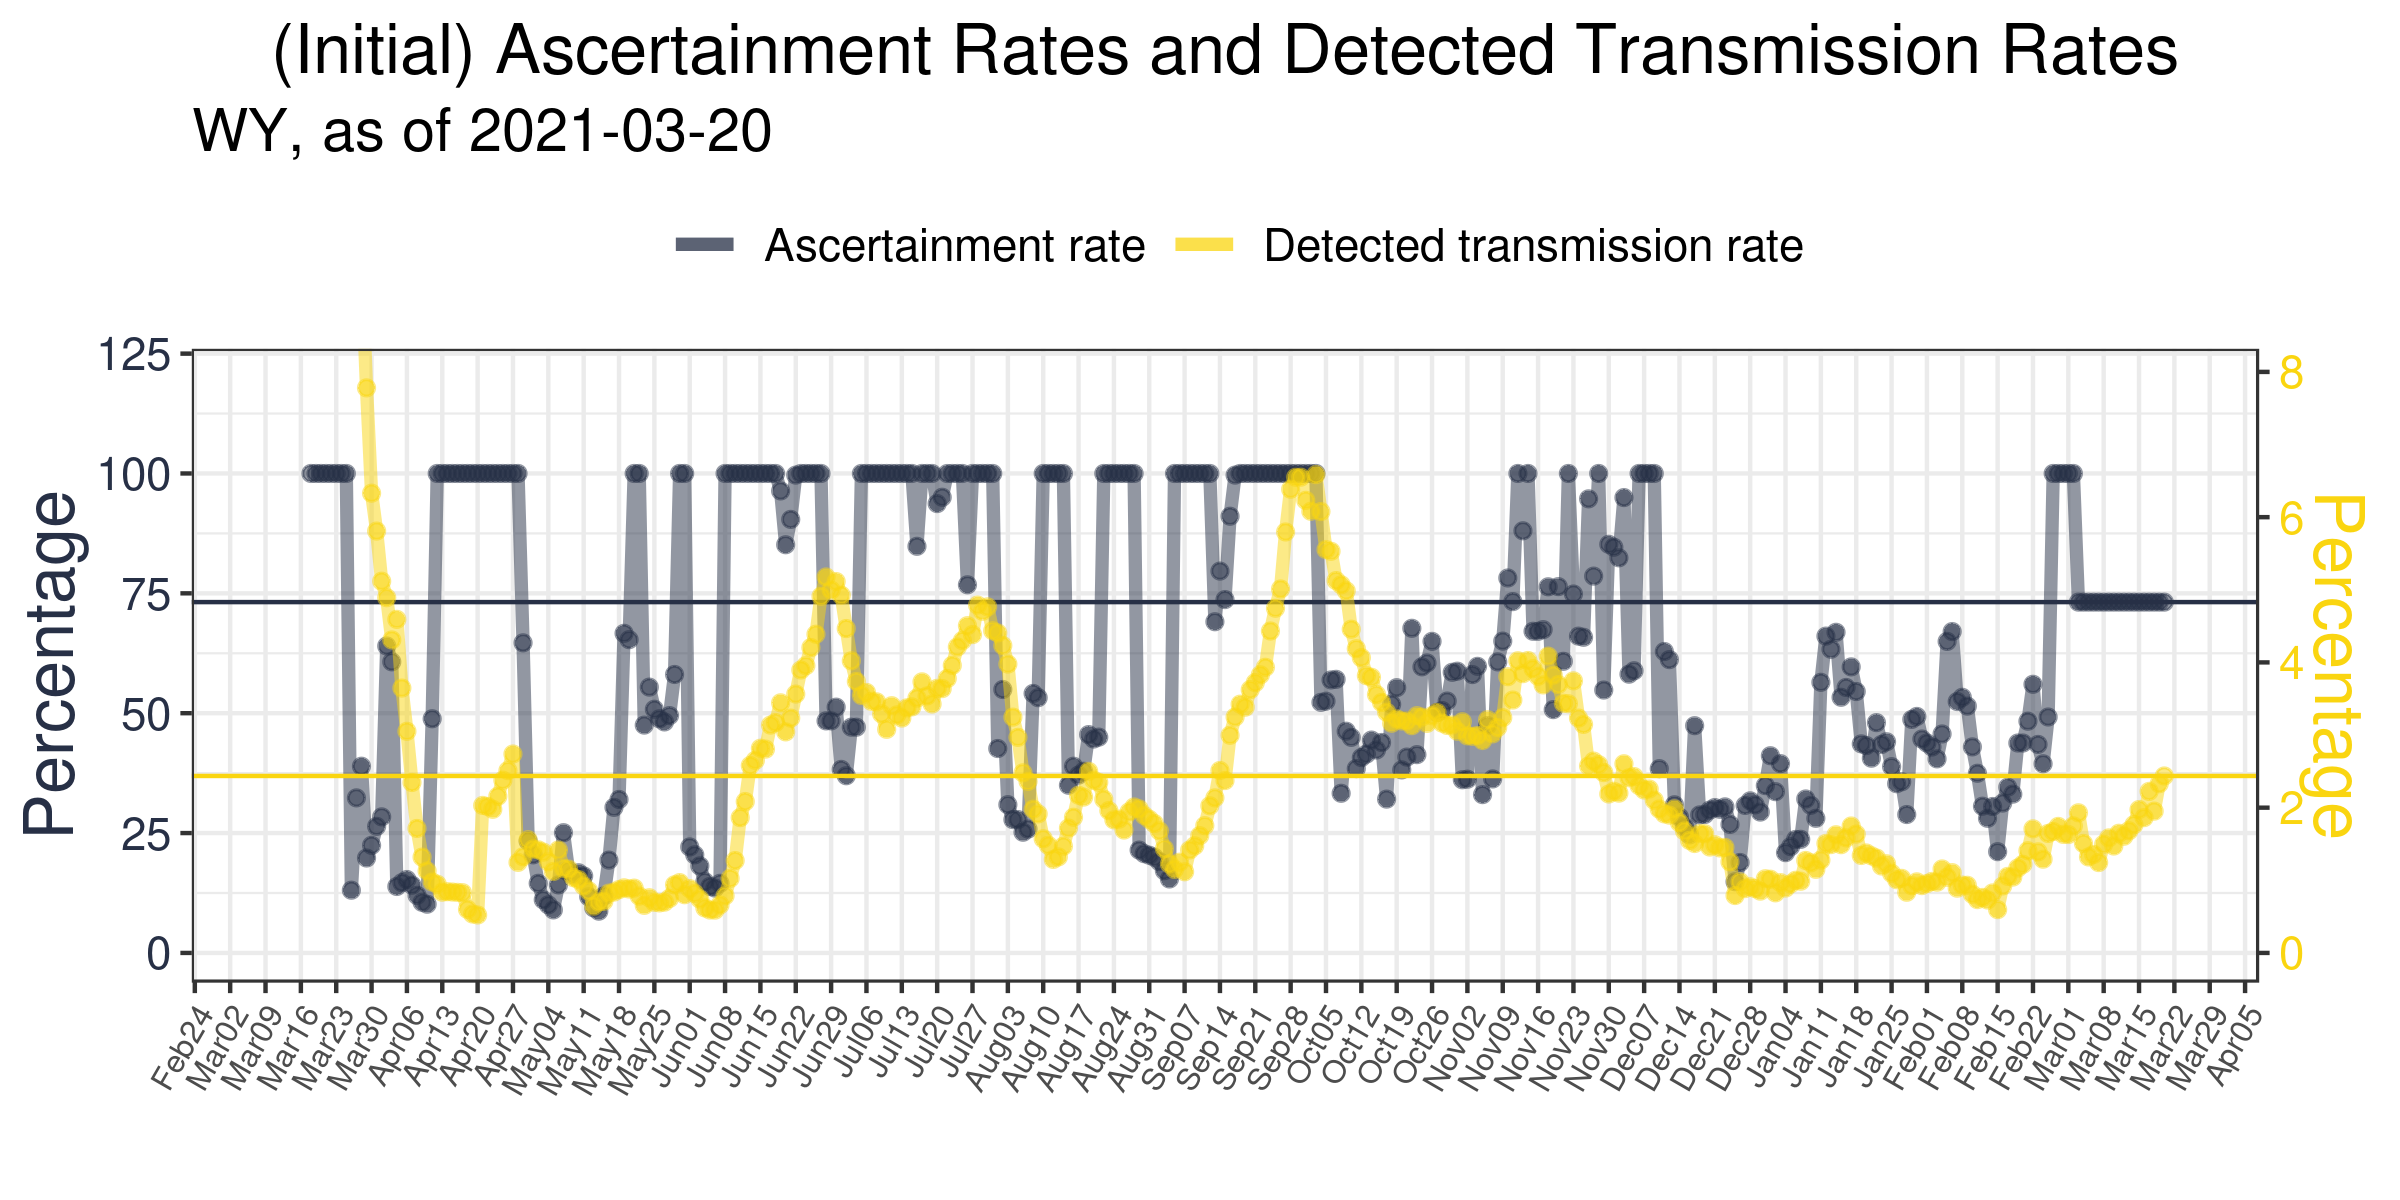 (Initial) Ascertainment Rates and Detected Transmission Rates
WY, as of 2021-03-20
Ascertainment rate Detected transmission rate
125
100
75
50
25
0
Percentage
8
6
4
2
0
Percentage
Feb24 Mar02 Mar09 Mar16 Mar23 Mar30 Apr06 Apr13 Apr20 Apr27 May04 May11 May18 May25 Jun01 Jun08 Jun15 Jun22 Jun29 Jul06 Jul13 Jul20 Jul27 Aug03 Aug10 Aug17 Aug24 Aug31 Sep07 Sep14 Sep21 Sep28 Oct05 Oct12 Oct19 Oct26 Nov02 Nov09 Nov16 Nov23 Nov30 Dec07 Dec14 Dec21 Dec28 Jan04 Jan11 Jan18 Jan25 Feb01 Feb08 Feb15 Feb22 Mar01 Mar08 Mar15 Mar22 Mar29 Apr05